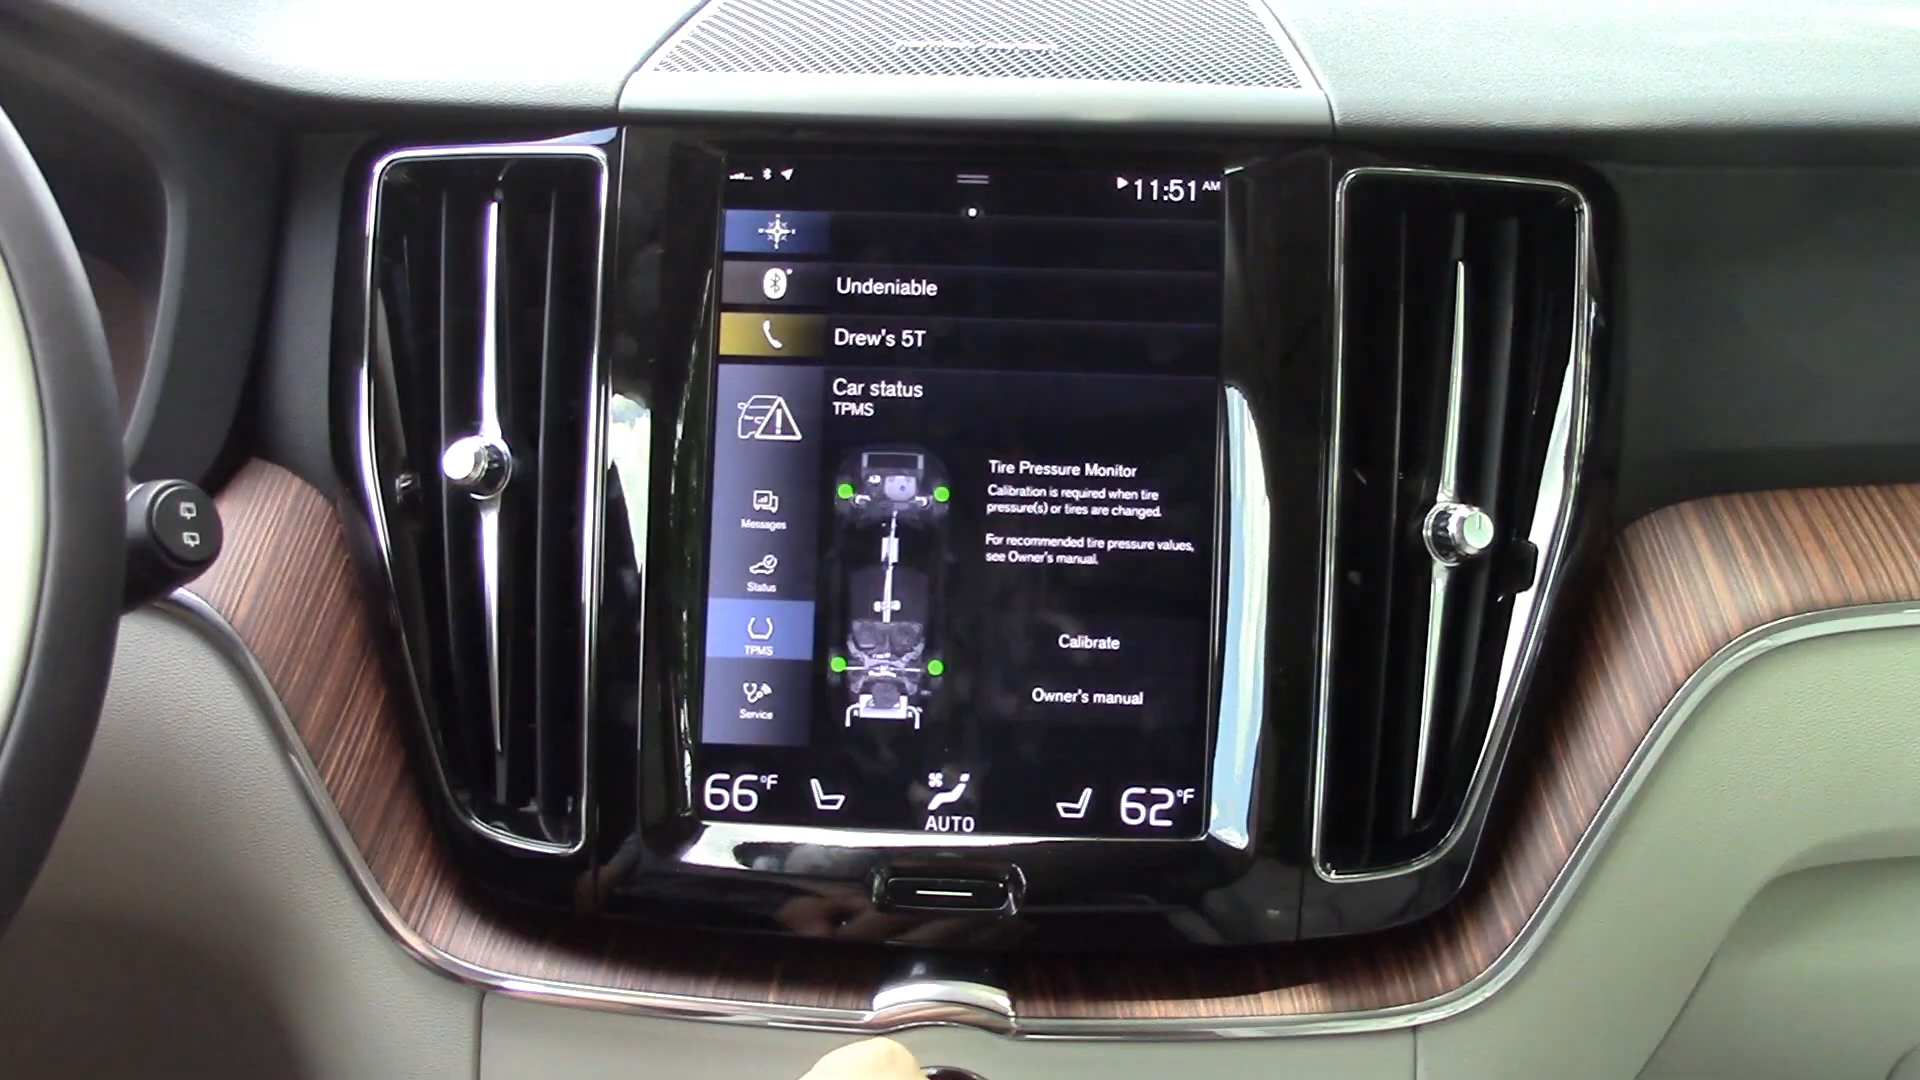 11:51 AM
Undeniable
Drew's 5T
Car status
TPMS
Tire Pressure Monitor
Calibration is required when tire
pressure(s) or tires are changed.
For recommended tire pressure values,
see Owner's manual.
Messages
Status
TPMS
Service
Calibrate
Owner's manual
66°F
AUTO
62°F